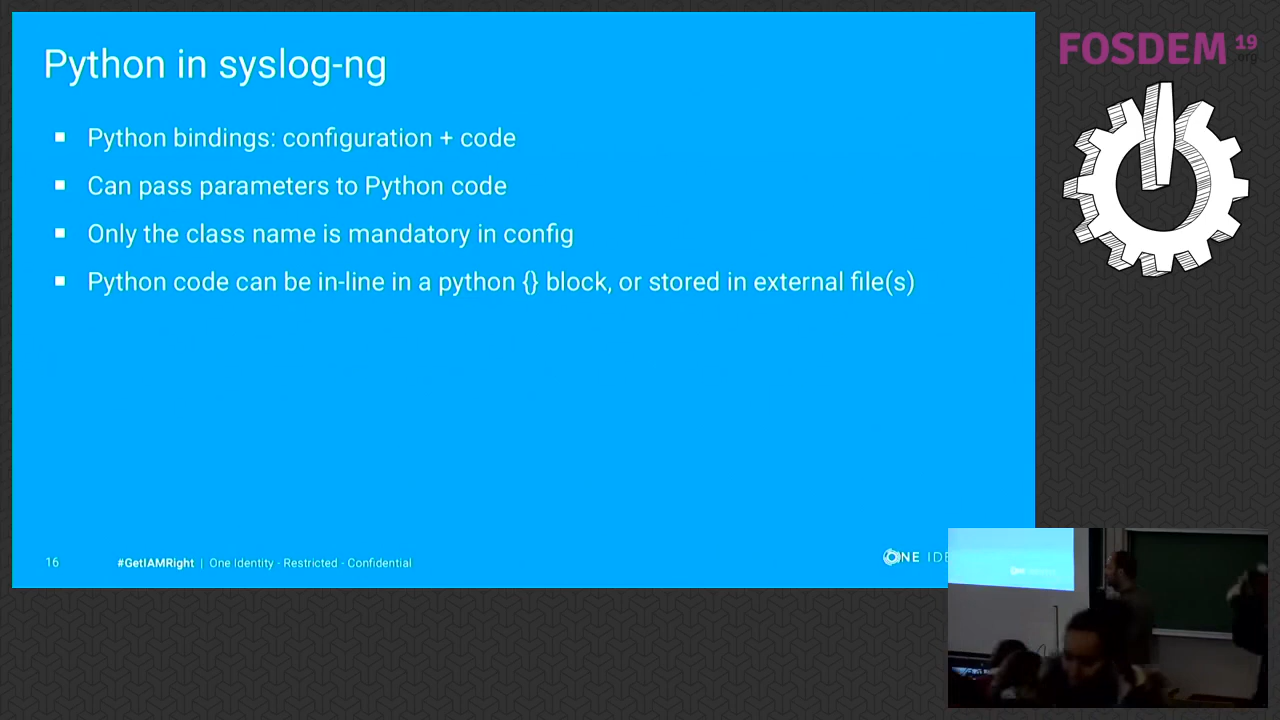 Python in syslog-ng
Python bindings: configuration + code
Can pass parameters to Python code
Only the class name is mandatory in config
Python code can be in-line in a python {} block, or stored in external file(s)
16
#GetIAMRight | One Identity - Restricted - Confidential
ONE IDE
FOSDEM 19
.org